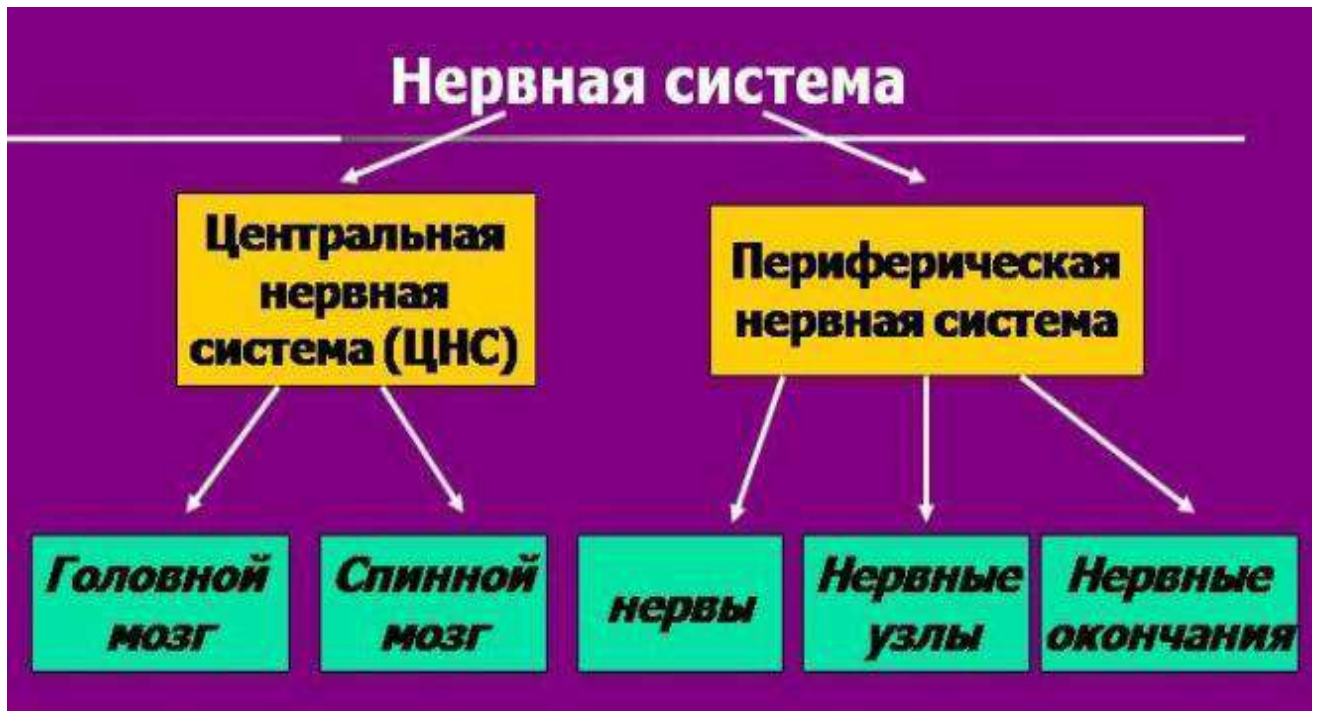 Нервная система
Центральная
нервная
система (ЦНС)
Периферическая
нервная система
Головной
мозг
Спинной
мозг
нервы
Нервные
узлы
Нервные
окончания